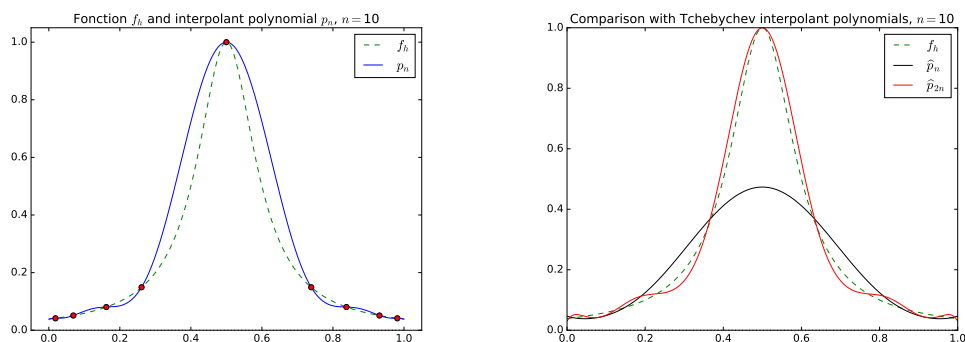 Fonction f_h and interpolant polynomial p_n, n = 10
1.0
0.8
0.6
0.4
0.2
0.0
0.0 0.2 0.4 0.6 0.8 1.0
f_h
p_n
Comparison with Tchebychev interpolant polynomials, n = 10
1.0
0.8
0.6
0.4
0.2
0.0
0.0 0.2 0.4 0.6 0.8 1.0
f_h
p̂_n
p̂_{2n}